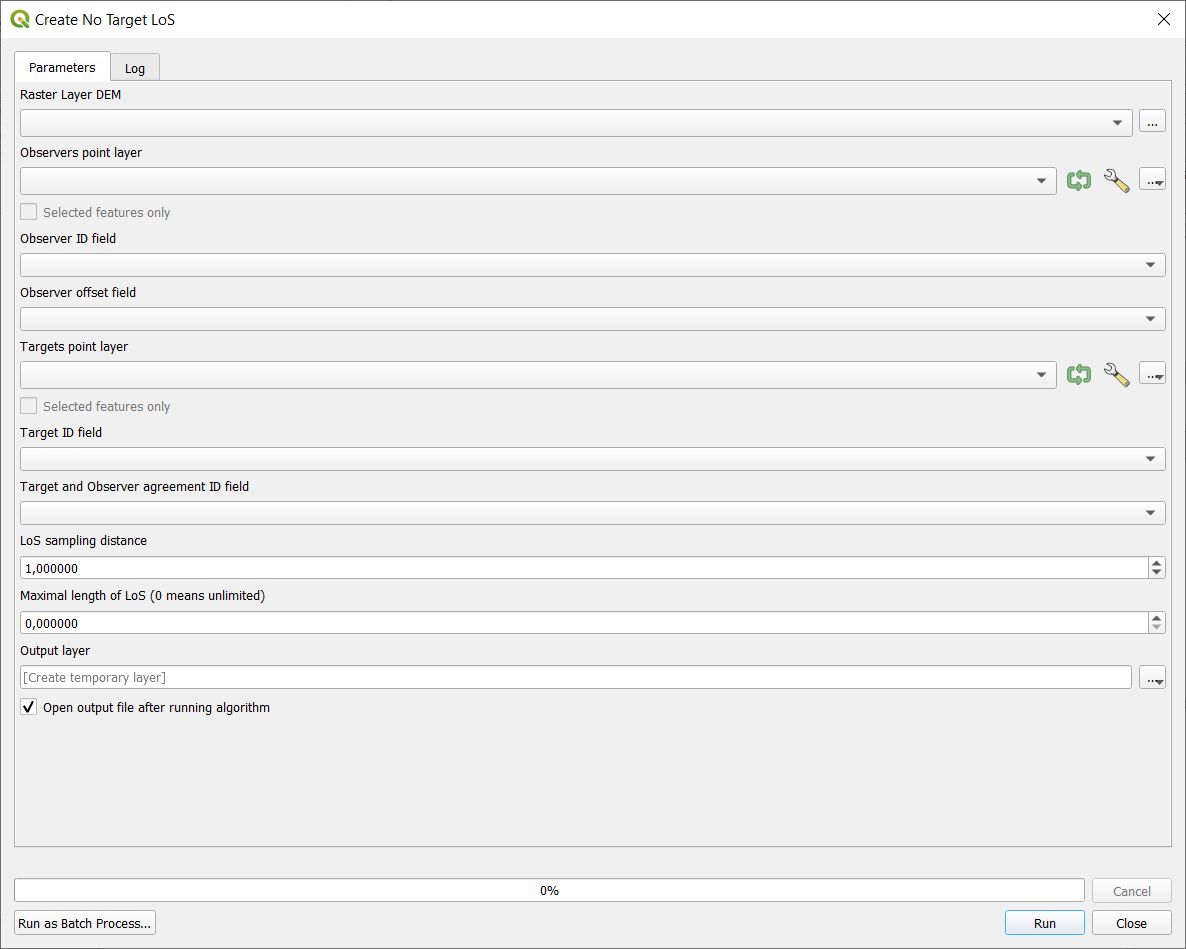 Create No Target LoS
Parameters
Log
Raster Layer DEM
...
Observers point layer
...
Selected features only
Observer ID field
Observer offset field
Targets point layer
...
Selected features only
Target ID field
Target and Observer agreement ID field
LoS sampling distance
1,000000
Maximal length of LoS (0 means unlimited)
0,000000
Output layer
[Create temporary layer]
...
Open output file after running algorithm
0%
Cancel
Run as Batch Process...
Run
Close